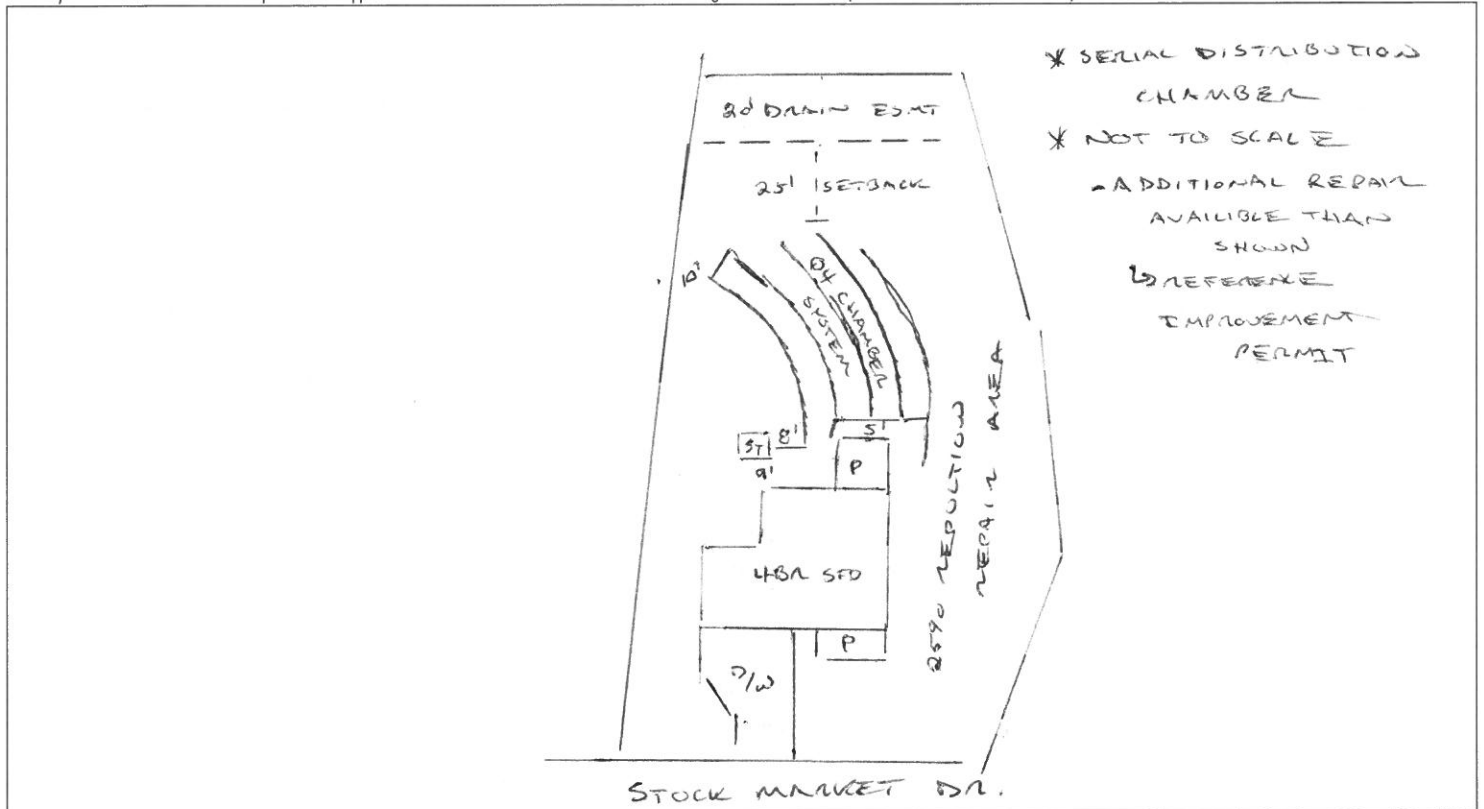 20' DRAIN ESMT
25' SETBACK
10'
Q4 CHAMBER
SYSTEM
ST
8'
9'
5'
P
4BR SFD
P
D/W
25% REDUCTION
REPAIR AREA
STOCK MARKET DR.
* SERIAL DISTRIBUTION
CHAMBER
* NOT TO SCALE
- ADDITIONAL REPAIR
AVAILIBLE THAN
SHOWN
↳ REFERENCE
IMPROVEMENT
PERMIT